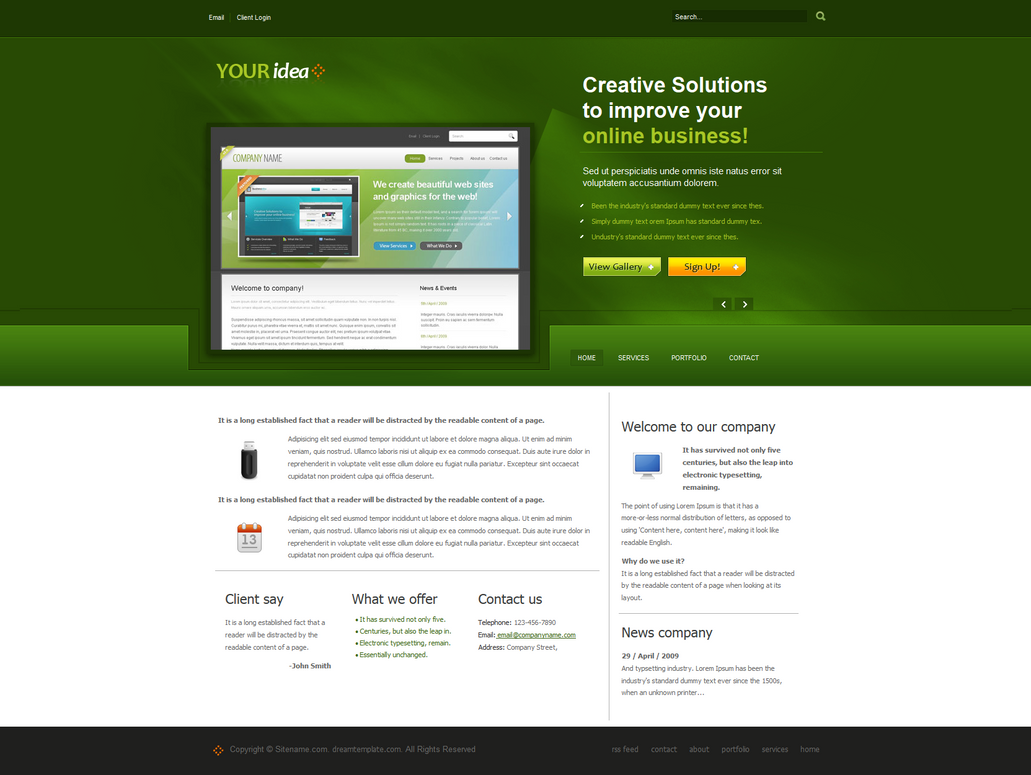 Email
Client Login
Search...
YOUR idea
Email
Client Login
Search
COMPANY NAME
Home
Services
Presents
About us
Contact us
We create beautiful web sites
and graphics for the web!
View Services
What We Do
Welcome to company!
News & Events
Creative Solutions
to improve your
online business!
Sed ut perspiciatis unde omnis iste natus error sit
voluptatem accusantium dolorem.
Been the industry's standard dummy text ever since thes.
Simply dummy text orem Ipsum has standard dummy tex.
Undustry's standard dummy text ever since thes.
View Gallery
Sign Up!
HOME
SERVICES
PORTFOLIO
CONTACT
It is a long established fact that a reader will be distracted by the readable content of a page.
Adipisicing elit sed eiusmod tempor incididunt ut labore et dolore magna aliqua. Ut enim ad minim
veniam, quis nostrud. Ullamco laboris nisi ut aliquip ex ea commodo consequat. Duis aute irure dolor in
reprehenderit in voluptate velit esse cillum dolore eu fugiat nulla pariatur. Excepteur sint occaecat
cupidatat non proident culpa qui officia deserunt.
It is a long established fact that a reader will be distracted by the readable content of a page.
Adipisicing elit sed eiusmod tempor incididunt ut labore et dolore magna aliqua. Ut enim ad minim
veniam, quis nostrud. Ullamco laboris nisi ut aliquip ex ea commodo consequat. Duis aute irure dolor in
reprehenderit in voluptate velit esse cillum dolore eu fugiat nulla pariatur. Excepteur sint occaecat
cupidatat non proident culpa qui officia deserunt.
13
Client say
It is a long established fact that a
reader will be distracted by the
readable content of a page.
-John Smith
What we offer
It has survived not only five.
Centuries, but also the leap in.
Electronic typesetting, remain.
Essentially unchanged.
Contact us
Telephone: 123-456-7890
Email: email@companyname.com
Address: Company Street,
Welcome to our company
It has survived not only five
centuries, but also the leap into
electronic typesetting,
remaining.
The point of using Lorem Ipsum is that it has a
more-or-less normal distribution of letters, as opposed to
using 'Content here, content here', making it look like
readable English.
Why do we use it?
It is a long established fact that a reader will be distracted
by the readable content of a page when looking at its
layout.
News company
29 / April / 2009
And typsetting industry. Lorem Ipsum has been the
industry's standard dummy text ever since the 1500s,
when an unknown printer...
Copyright © Sitename.com. dreamtemplate.com. All Rights Reserved
rss feed
contact
about
portfolio
services
home